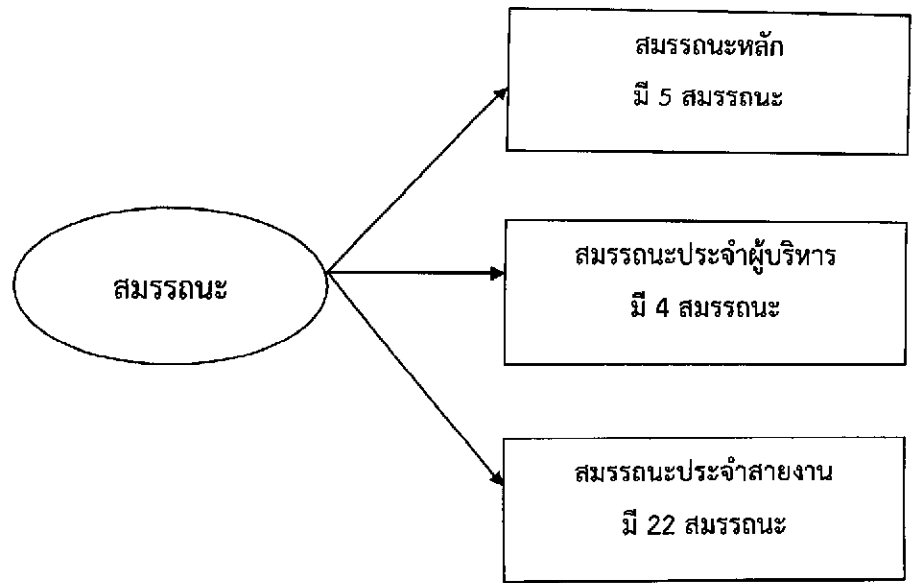 สมรรถนะหลัก
มี 5 สมรรถนะ
สมรรถนะ
สมรรถนะประจำผู้บริหาร
มี 4 สมรรถนะ
สมรรถนะประจำสายงาน
มี 22 สมรรถนะ